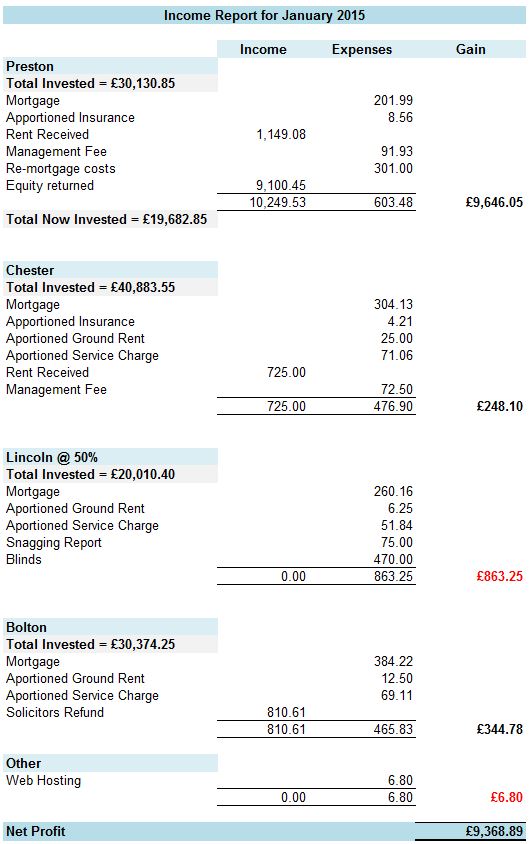 Income Report for January 2015
Income Expenses Gain
Preston
Total Invested = £30,130.85
Mortgage 201.99
Apportioned Insurance 8.56
Rent Received 1,149.08
Management Fee 91.93
Re-mortgage costs 301.00
Equity returned 9,100.45
10,249.53 603.48 £9,646.05
Total Now Invested = £19,682.85
Chester
Total Invested = £40,883.55
Mortgage 304.13
Apportioned Insurance 4.21
Aportioned Ground Rent 25.00
Aportioned Service Charge 71.06
Rent Received 725.00
Management Fee 72.50
725.00 476.90 £248.10
Lincoln @ 50%
Total Invested = £20,010.40
Mortgage 260.16
Aportioned Ground Rent 6.25
Aportioned Service Charge 51.84
Snagging Report 75.00
Blinds 470.00
0.00 863.25 £863.25
Bolton
Total Invested = £30,374.25
Mortgage 384.22
Aportioned Ground Rent 12.50
Aportioned Service Charge 69.11
Solicitors Refund 810.61
810.61 465.83 £344.78
Other
Web Hosting 6.80
0.00 6.80 £6.80
Net Profit £9,368.89